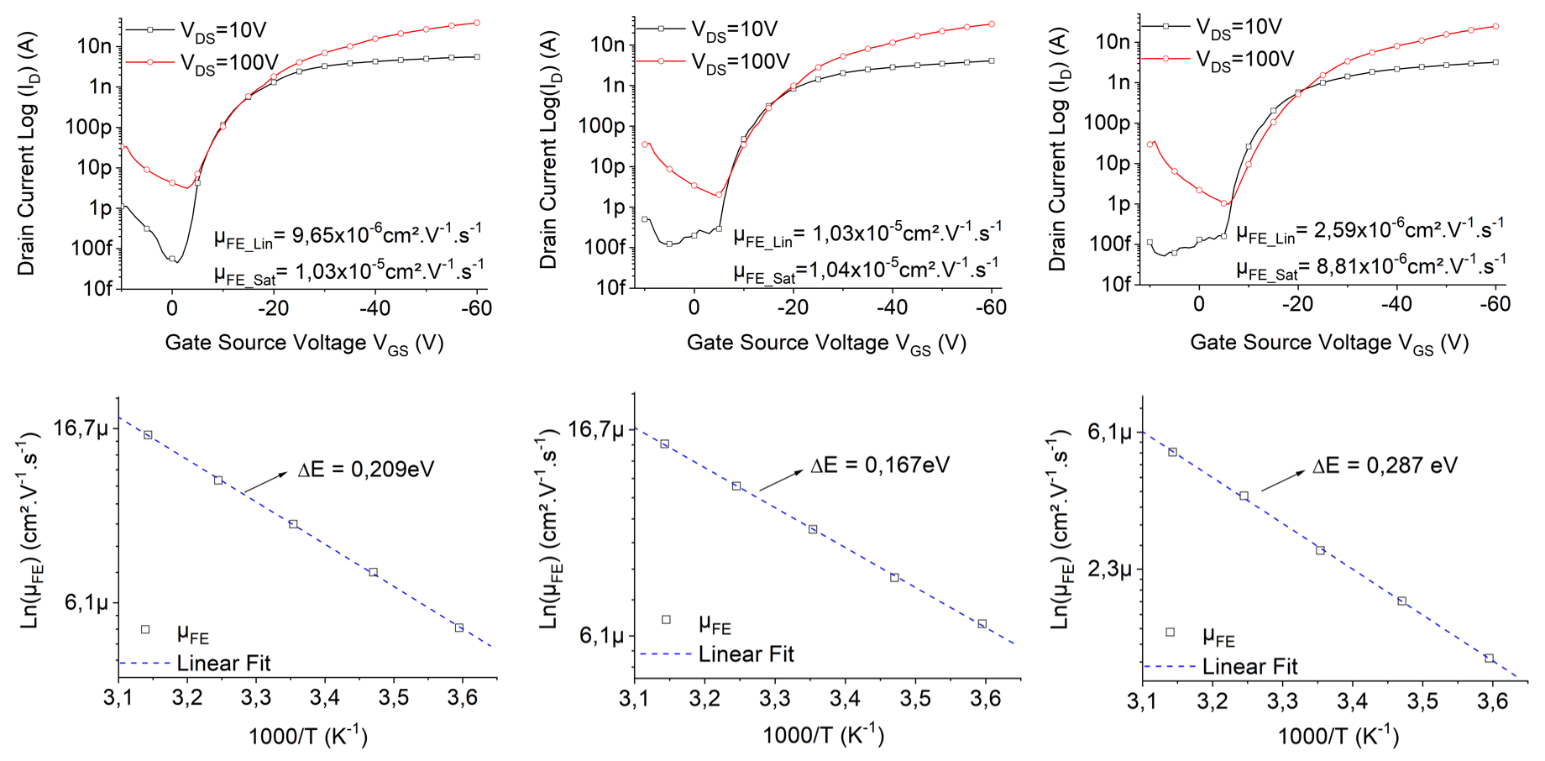 V_DS=10V
V_DS=100V
10n
1n
100p
10p
1p
100f
10f
0
-20
-40
-60
Drain Current Log (I_D) (A)
Gate Source Voltage V_GS (V)
μ_FE_Lin= 9,65x10^-6cm².V^-1.s^-1
μ_FE_Sat= 1,03x10^-5cm².V^-1.s^-1
V_DS=10V
V_DS=100V
10n
1n
100p
10p
1p
100f
10f
0
-20
-40
-60
Drain Current Log(I_D) (A)
Gate Source Voltage V_GS (V)
μ_FE_Lin= 1,03x10^-5cm².V^-1.s^-1
μ_FE_Sat=1,04x10^-5cm².V^-1.s^-1
V_DS=10V
V_DS=100V
10n
1n
100p
10p
1p
100f
10f
0
-20
-40
-60
Drain Current Log (I_D) (A)
Gate Source Voltage V_GS (V)
μ_FE_Lin= 2,59x10^-6cm².V^-1.s^-1
μ_FE_Sat= 8,81x10^-6cm².V^-1.s^-1
16,7μ
6,1μ
Ln(μ_FE) (cm².V^-1.s^-1)
ΔE = 0,209eV
μ_FE
Linear Fit
3,1
3,2
3,3
3,4
3,5
3,6
1000/T (K^-1)
16,7μ
6,1μ
Ln(μ_FE) (cm².V^-1.s^-1)
ΔE = 0,167eV
μ_FE
Linear Fit
3,1
3,2
3,3
3,4
3,5
3,6
1000/T (K^-1)
6,1μ
2,3μ
Ln(μ_FE) (cm².V^-1.s^-1)
ΔE = 0,287 eV
μ_FE
Linear Fit
3,1
3,2
3,3
3,4
3,5
3,6
1000/T (K^-1)